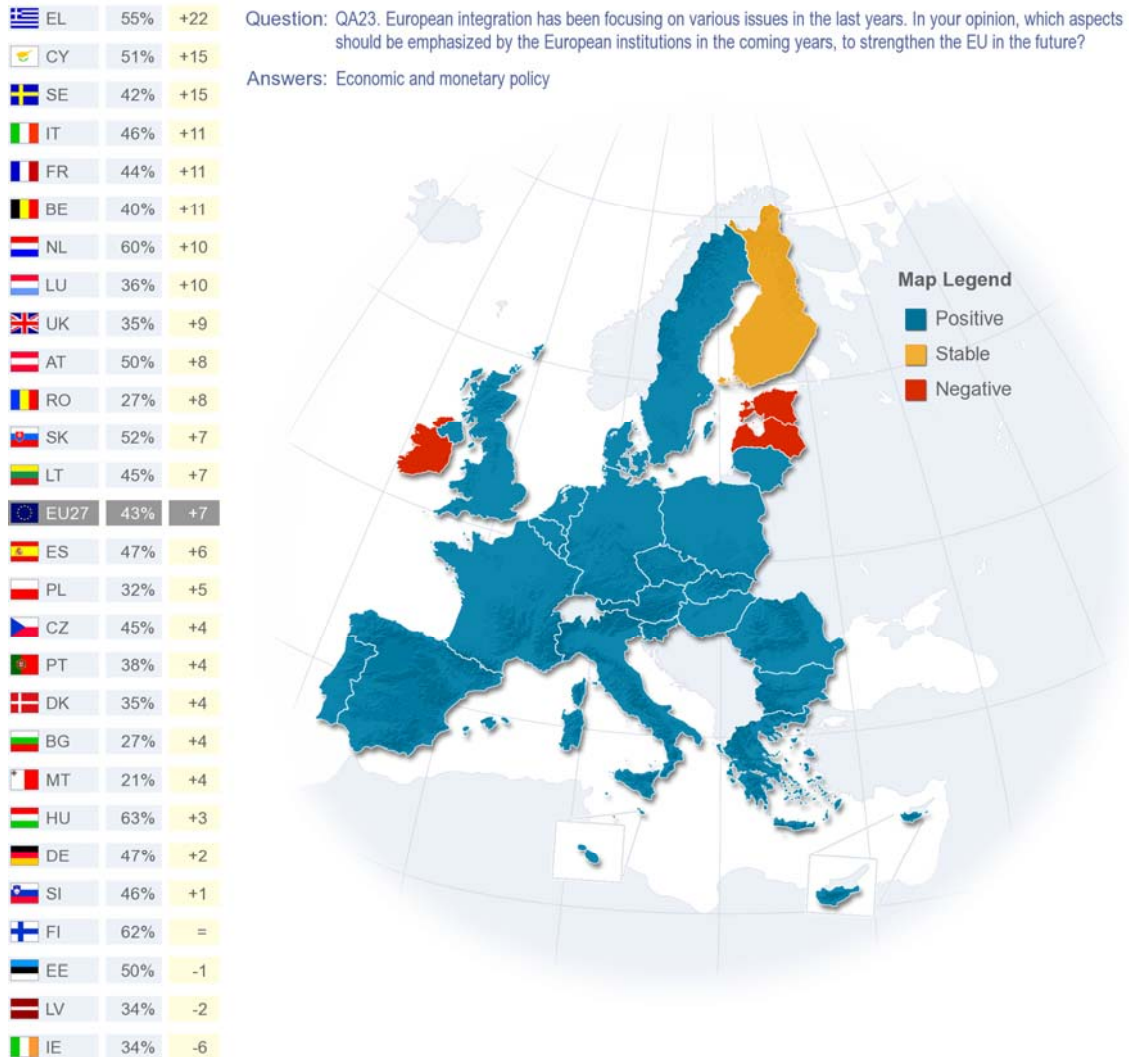 EL 55% +22
CY 51% +15
SE 42% +15
IT 46% +11
FR 44% +11
BE 40% +11
NL 60% +10
LU 36% +10
UK 35% +9
AT 50% +8
RO 27% +8
SK 52% +7
LT 45% +7
EU27 43% +7
ES 47% +6
PL 32% +5
CZ 45% +4
PT 38% +4
DK 35% +4
BG 27% +4
MT 21% +4
HU 63% +3
DE 47% +2
SI 46% +1
FI 62% =
EE 50% -1
LV 34% -2
IE 34% -6
Question: QA23. European integration has been focusing on various issues in the last years. In your opinion, which aspects
should be emphasized by the European institutions in the coming years, to strengthen the EU in the future?
Answers: Economic and monetary policy
Map Legend
Positive
Stable
Negative